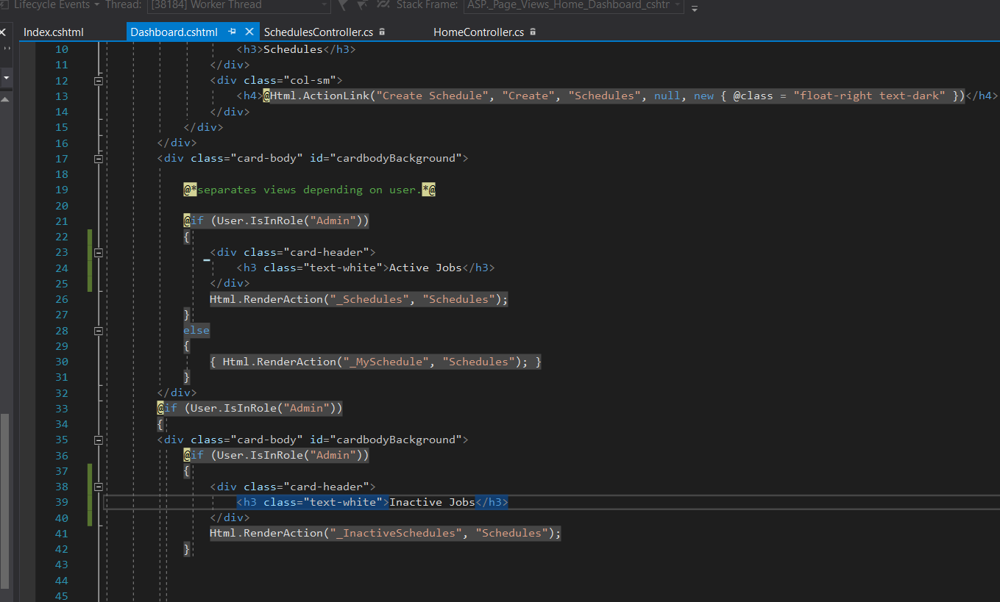 Lifecycle Events Thread: [38184] Worker Thread Stack Frame: ASP._Page_Views_Home_Dashboard_cshtr
Index.cshtml Dashboard.cshtml SchedulesController.cs HomeController.cs
10 <h3>Schedules</h3>
11 </div>
12 <div class="col-sm">
13 <h4>@Html.ActionLink("Create Schedule", "Create", "Schedules", null, new { @class = "float-right text-dark" })</h4>
14 </div>
15 </div>
16 </div>
17 <div class="card-body" id="cardbodyBackground">
18
19 @*separates views depending on user.*@
20
21 @if (User.IsInRole("Admin"))
22 {
23 <div class="card-header">
24 <h3 class="text-white">Active Jobs</h3>
25 </div>
26 Html.RenderAction("_Schedules", "Schedules");
27 }
28 else
29 {
30 { Html.RenderAction("_MySchedule", "Schedules"); }
31 }
32 </div>
33 @if (User.IsInRole("Admin"))
34 {
35 <div class="card-body" id="cardbodyBackground">
36 @if (User.IsInRole("Admin"))
37 {
38 <div class="card-header">
39 <h3 class="text-white">Inactive Jobs</h3>
40 </div>
41 Html.RenderAction("_InactiveSchedules", "Schedules");
42 }
43
44
45